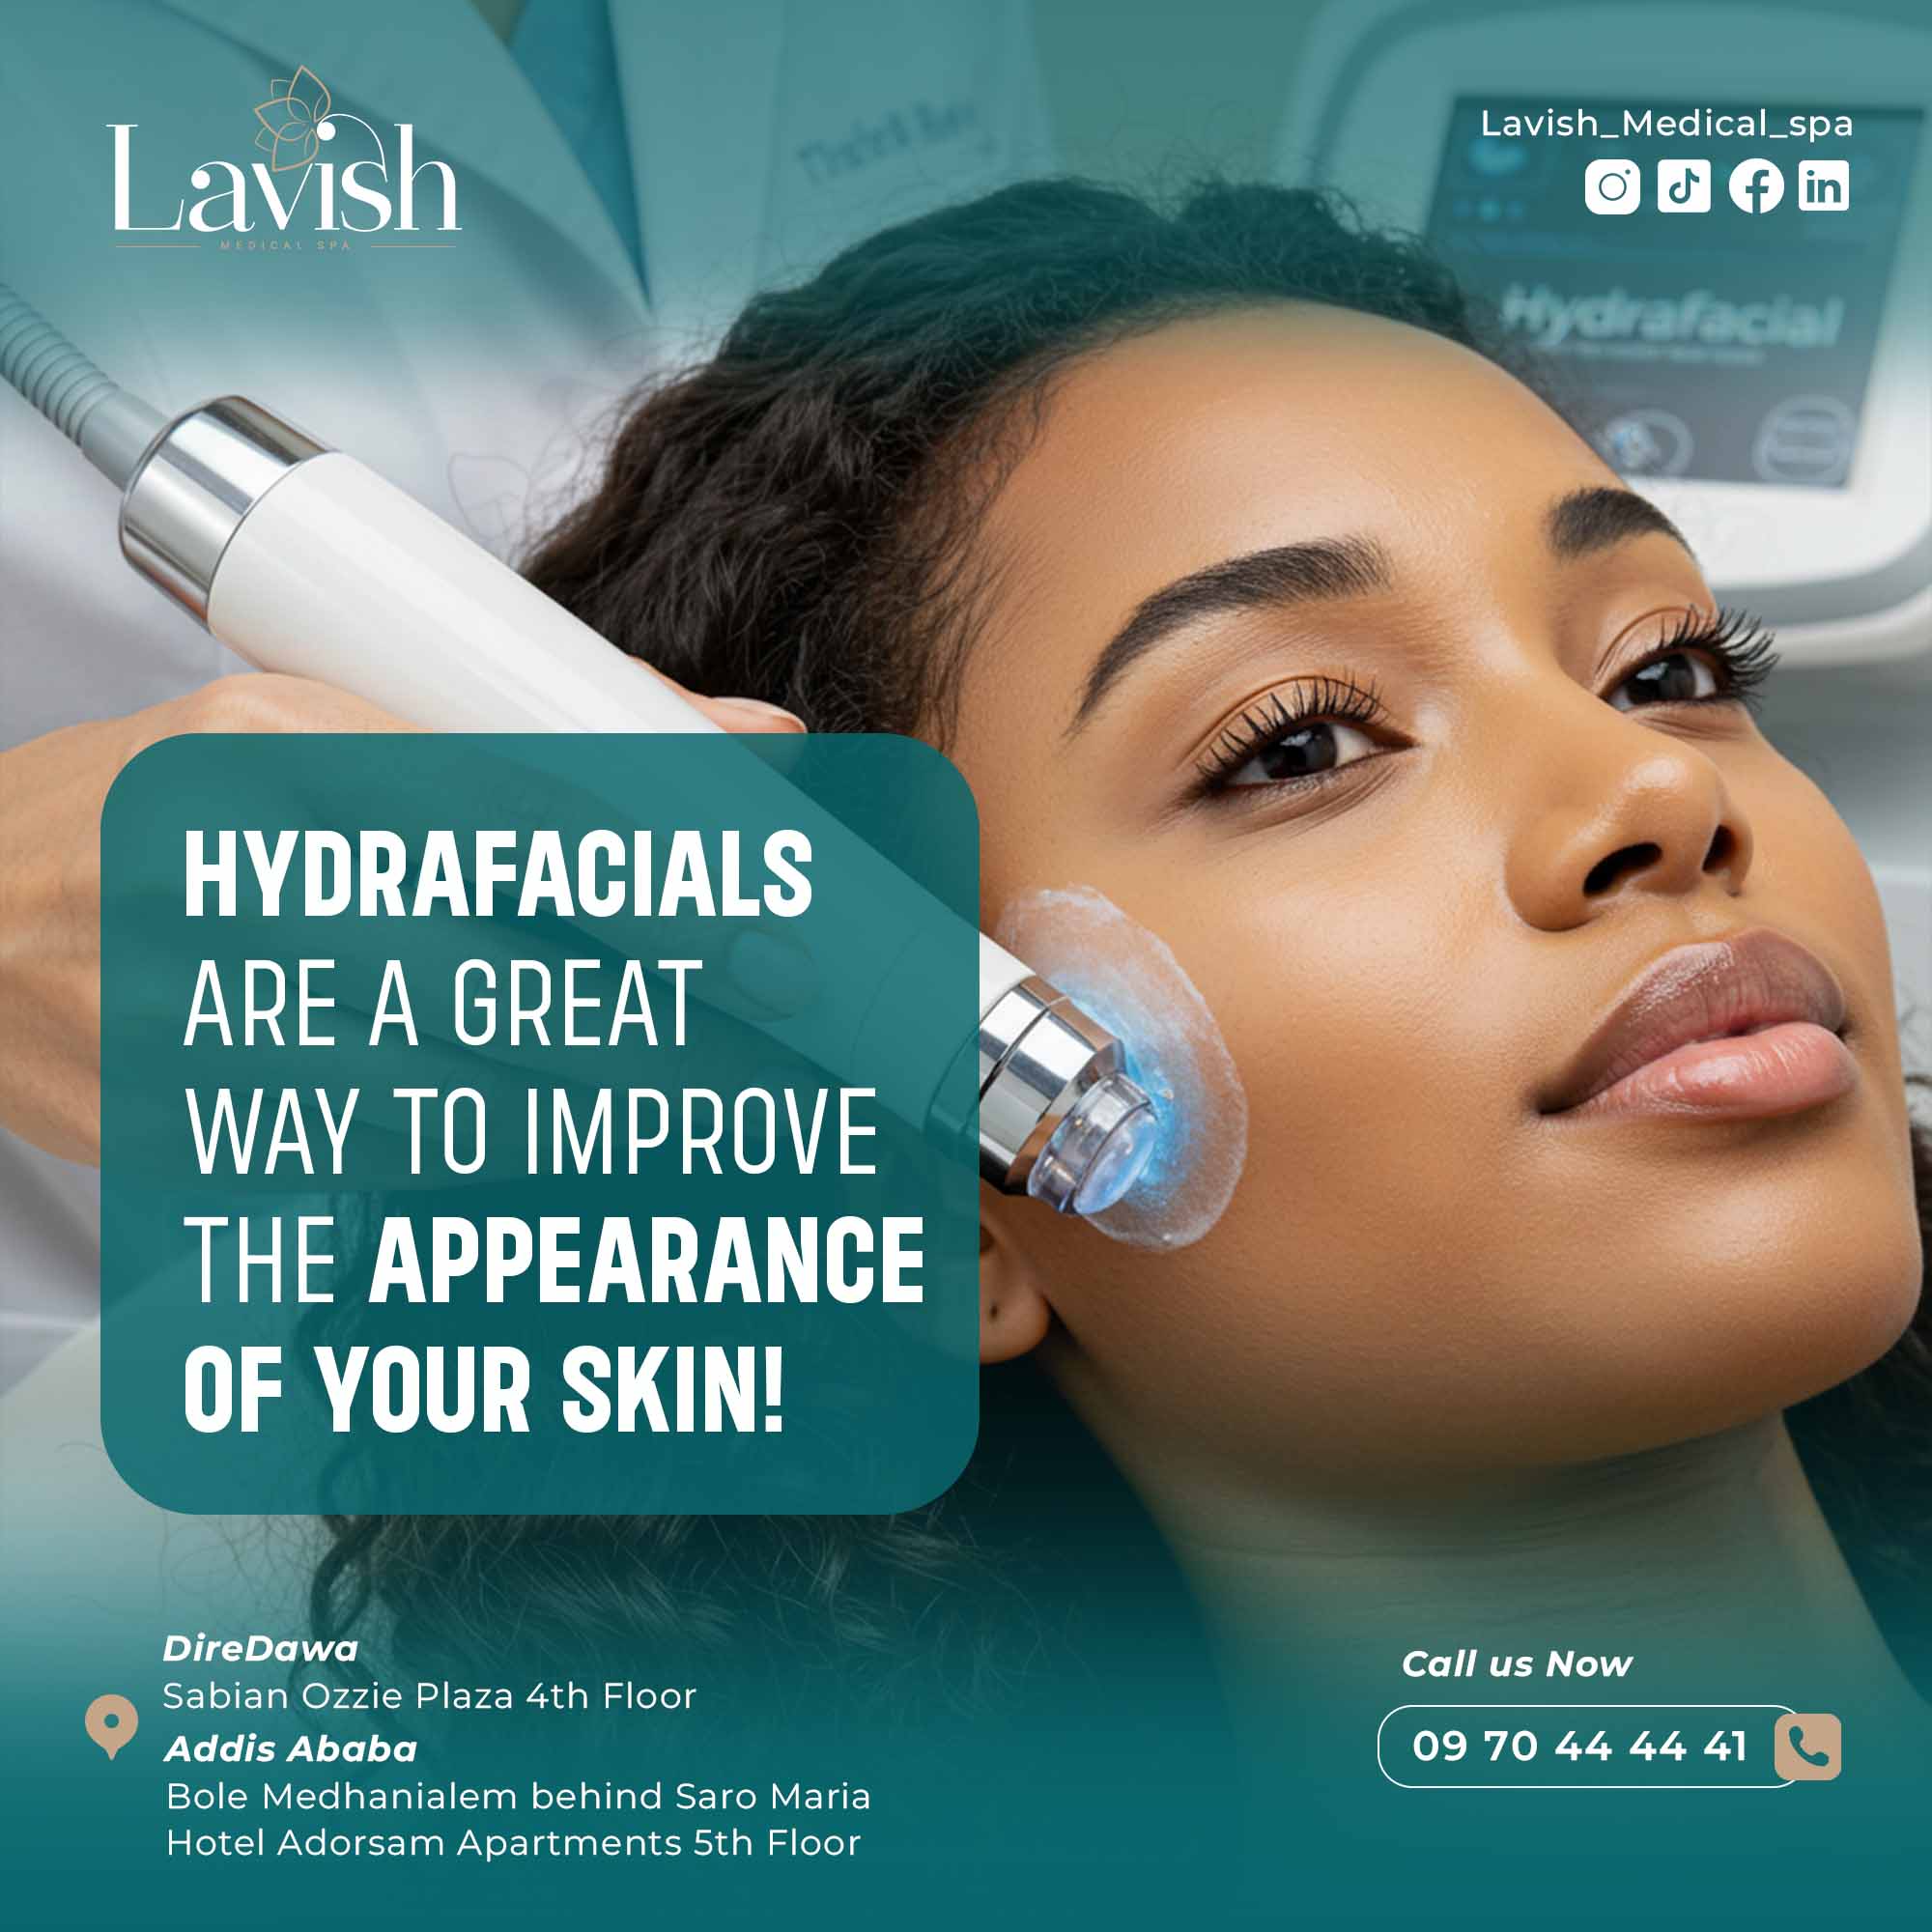 Lavish
MEDICAL SPA
Lavish_Medical_spa
Hydrafacial
HYDRAFACIALS
ARE A GREAT
WAY TO IMPROVE
THE APPEARANCE
OF YOUR SKIN!
DireDawa
Sabian Ozzie Plaza 4th Floor
Addis Ababa
Bole Medhanialem behind Saro Maria
Hotel Adorsam Apartments 5th Floor
Call us Now
09 70 44 44 41